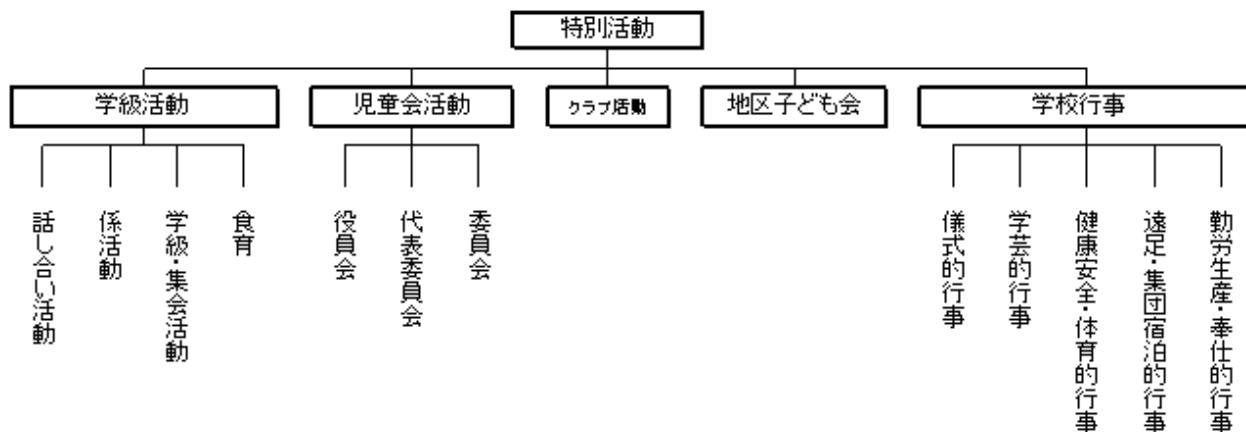 特別活動
学級活動
児童会活動
クラブ活動
地区子ども会
学校行事
話し合い活動
係活動
学級・集会活動
食育
役員会
代表委員会
委員会
儀式的行事
学芸的行事
健康安全・体育的行事
遠足・集団宿泊的行事
勤労生産・奉仕的行事